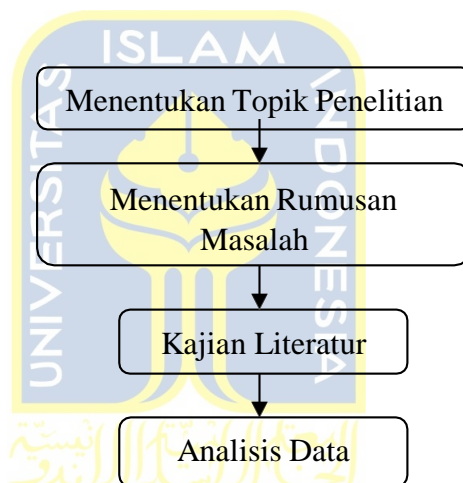 ISLAM
UNIVERSITAS
INDONESIA
Menentukan Topik Penelitian
Menentukan Rumusan
Masalah
Kajian Literatur
Analisis Data